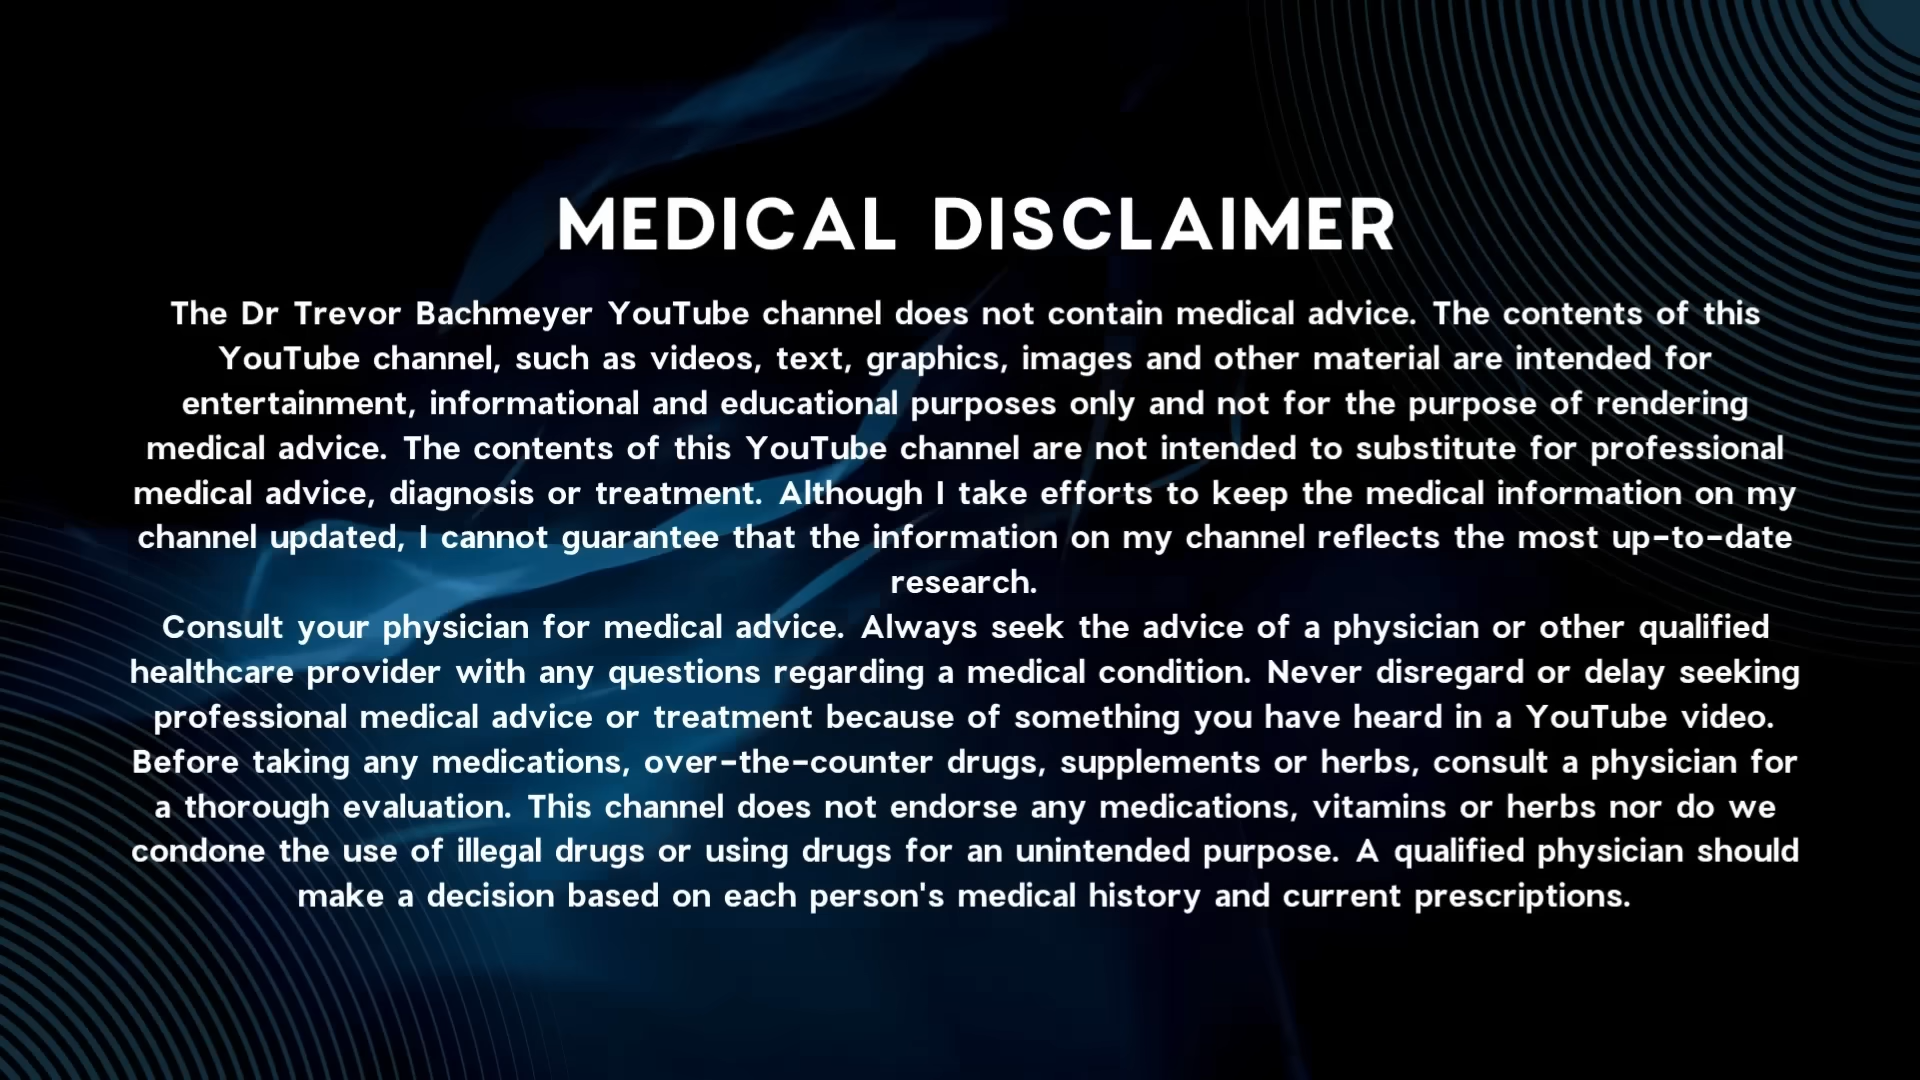 MEDICAL DISCLAIMER
The Dr Trevor Bachmeyer YouTube channel does not contain medical advice. The contents of this
YouTube channel, such as videos, text, graphics, images and other material are intended for
entertainment, informational and educational purposes only and not for the purpose of rendering
medical advice. The contents of this YouTube channel are not intended to substitute for professional
medical advice, diagnosis or treatment. Although I take efforts to keep the medical information on my
channel updated, I cannot guarantee that the information on my channel reflects the most up-to-date
research.
Consult your physician for medical advice. Always seek the advice of a physician or other qualified
healthcare provider with any questions regarding a medical condition. Never disregard or delay seeking
professional medical advice or treatment because of something you have heard in a YouTube video.
Before taking any medications, over-the-counter drugs, supplements or herbs, consult a physician for
a thorough evaluation. This channel does not endorse any medications, vitamins or herbs nor do we
condone the use of illegal drugs or using drugs for an unintended purpose. A qualified physician should
make a decision based on each person's medical history and current prescriptions.